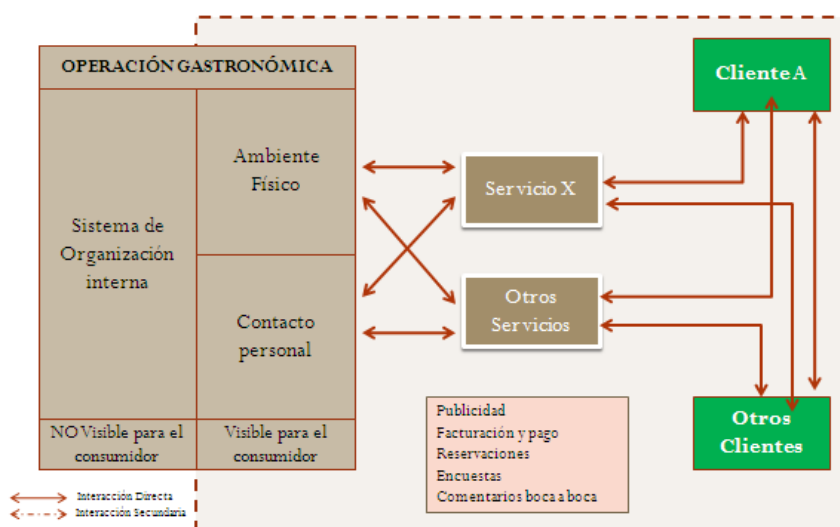 OPERACIÓN GASTRONÓMICA
Sistema de
Organización
interna
Ambiente
Físico
Contacto
personal
NO Visible para el
consumidor
Visible para el
consumidor
Servicio X
Otros
Servicios
Cliente A
Otros
Clientes
Publicidad
Facturación y pago
Reservaciones
Encuestas
Comentarios boca a boca
Interacción Directa
Interacción Secundaria